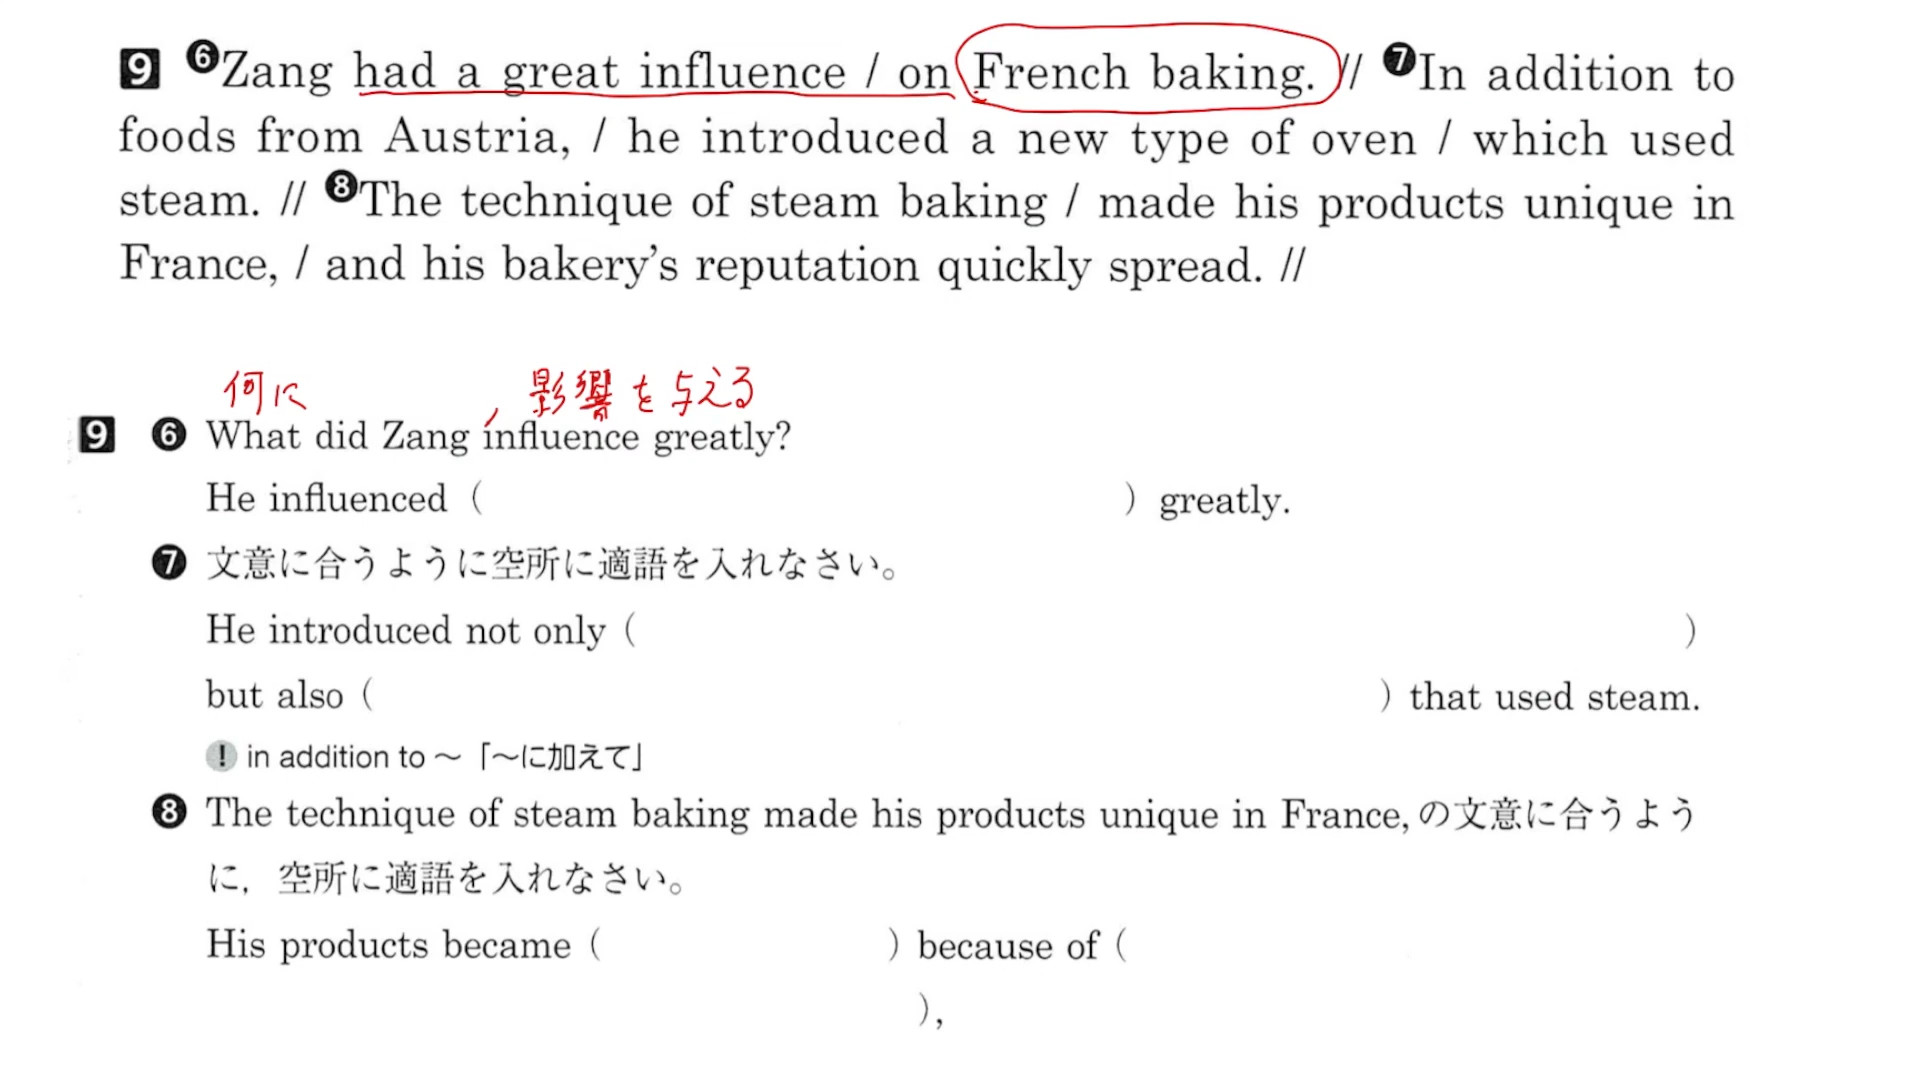 9 ❻Zang had a great influence / on French baking. // ❼In addition to
foods from Austria, / he introduced a new type of oven / which used
steam. // ❽The technique of steam baking / made his products unique in
France, / and his bakery's reputation quickly spread. //
何に 影響を与える
9 ❻ What did Zang influence greatly?
He influenced ( ) greatly.
❼ 文意に合うように空所に適語を入れなさい。
He introduced not only ( )
but also ( ) that used steam.
! in addition to ～「～に加えて」
❽ The technique of steam baking made his products unique in France, の文意に合うよう
に，空所に適語を入れなさい。
His products became ( ) because of (
),